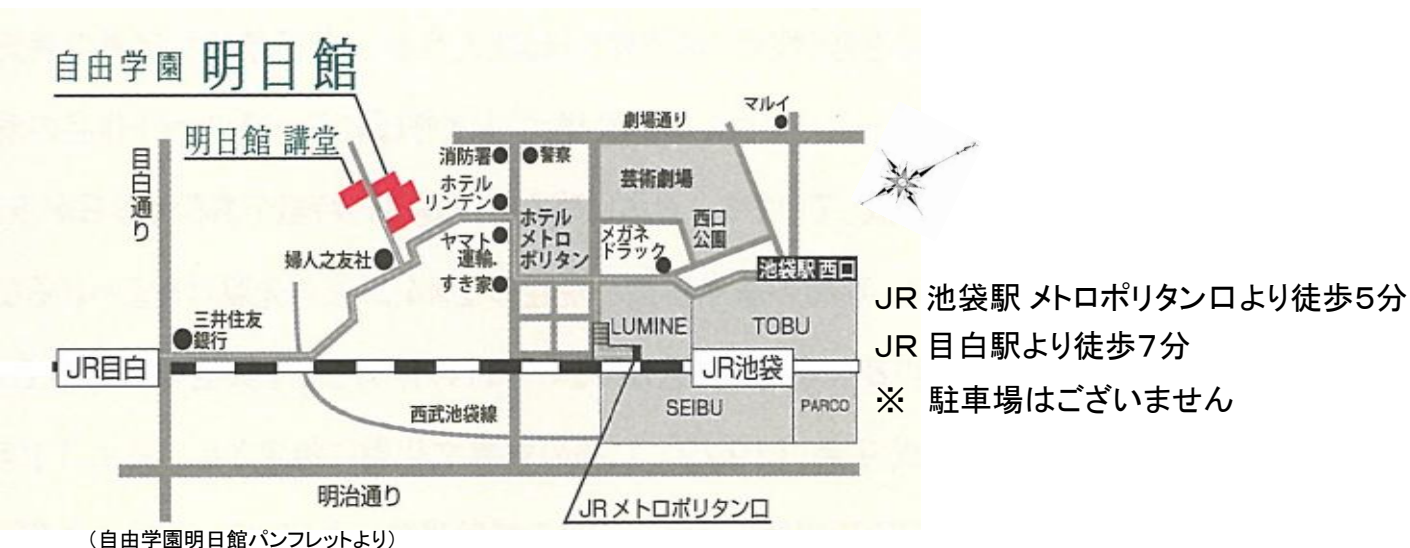 自由学園 明日館
明日館 講堂
目白通り
婦人之友社
三井住友
銀行
JR目白
消防署
警察
ホテル
リンデン
ヤマト
運輸
すき家
ホテル
メトロ
ポリタン
劇場通り
マルイ
芸術劇場
西口
公園
メガネ
ドラッグ
池袋駅 西口
LUMINE
TOBU
JR池袋
SEIBU
PARCO
西武池袋線
明治通り
JRメトロポリタン口
(自由学園明日館パンフレットより)
JR 池袋駅 メトロポリタン口より徒歩5分
JR 目白駅より徒歩7分
※ 駐車場はございません